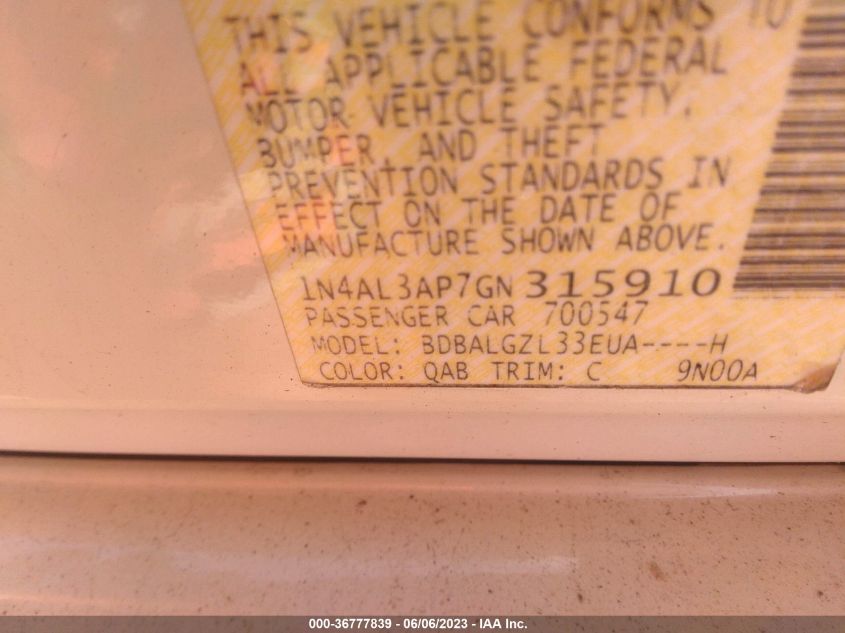 THIS VEHICLE CONFORMS TO
ALL APPLICABLE FEDERAL
MOTOR VEHICLE SAFETY,
BUMPER, AND THEFT
PREVENTION STANDARDS IN
EFFECT ON THE DATE OF
MANUFACTURE SHOWN ABOVE.
1N4AL3AP7GN315910
PASSENGER CAR 700547
MODEL: BDBALGZL33EUA----H
COLOR: QAB TRIM: C 9N00A
000-36777839 - 06/06/2023 - IAA Inc.